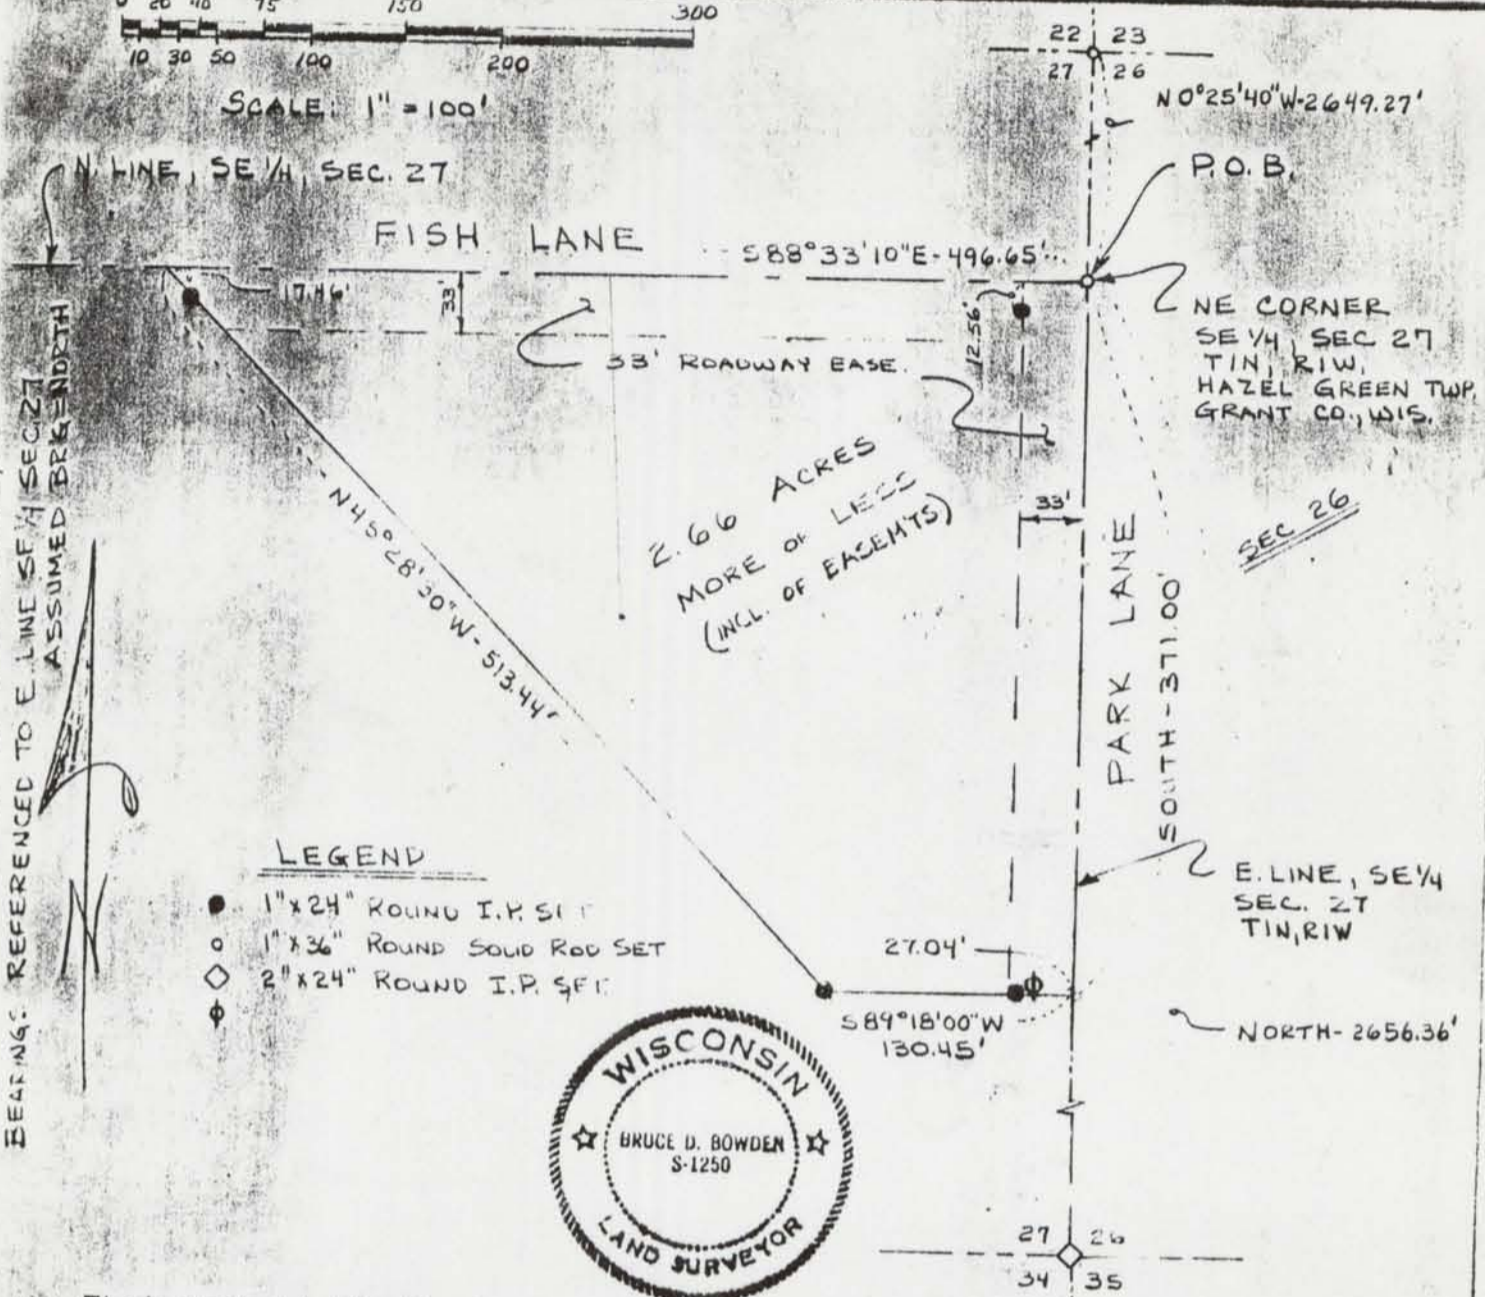 0 20 40 75 150 300
10 30 50 100 200
SCALE: 1" = 100'
N. LINE, SE 1/4, SEC. 27
FISH LANE
S88°33'10"E-496.65'
22 23
27 26
N0°25'40"W-2649.27'
P.O.B.
17.46'
33'
33' ROADWAY EASE.
12.56'
NE CORNER
SE 1/4, SEC 27
T1N, R1W,
HAZEL GREEN TWP.
GRANT CO., WIS.
BEARINGS REFERENCED TO E. LINE SE 1/4 SEC. 27
ASSUMED BRG=NORTH
N45°28'30"W-513.44'
2.66 ACRES
MORE OR LESS
(INCL. OF EASEMTS)
33'
SEC 26
PARK LANE
SOUTH-371.00'
N
LEGEND
1" x 24" ROUND I.P. SET
1" x 36" ROUND SOLID ROD SET
2" x 24" ROUND I.P. SET
E. LINE, SE 1/4
SEC. 27
T1N, R1W
27.04'
S89°18'00"W
130.45'
NORTH-2656.36'
WISCONSIN
BRUCE D. BOWDEN
S-1250
LAND SURVEYOR
27 26
34 35